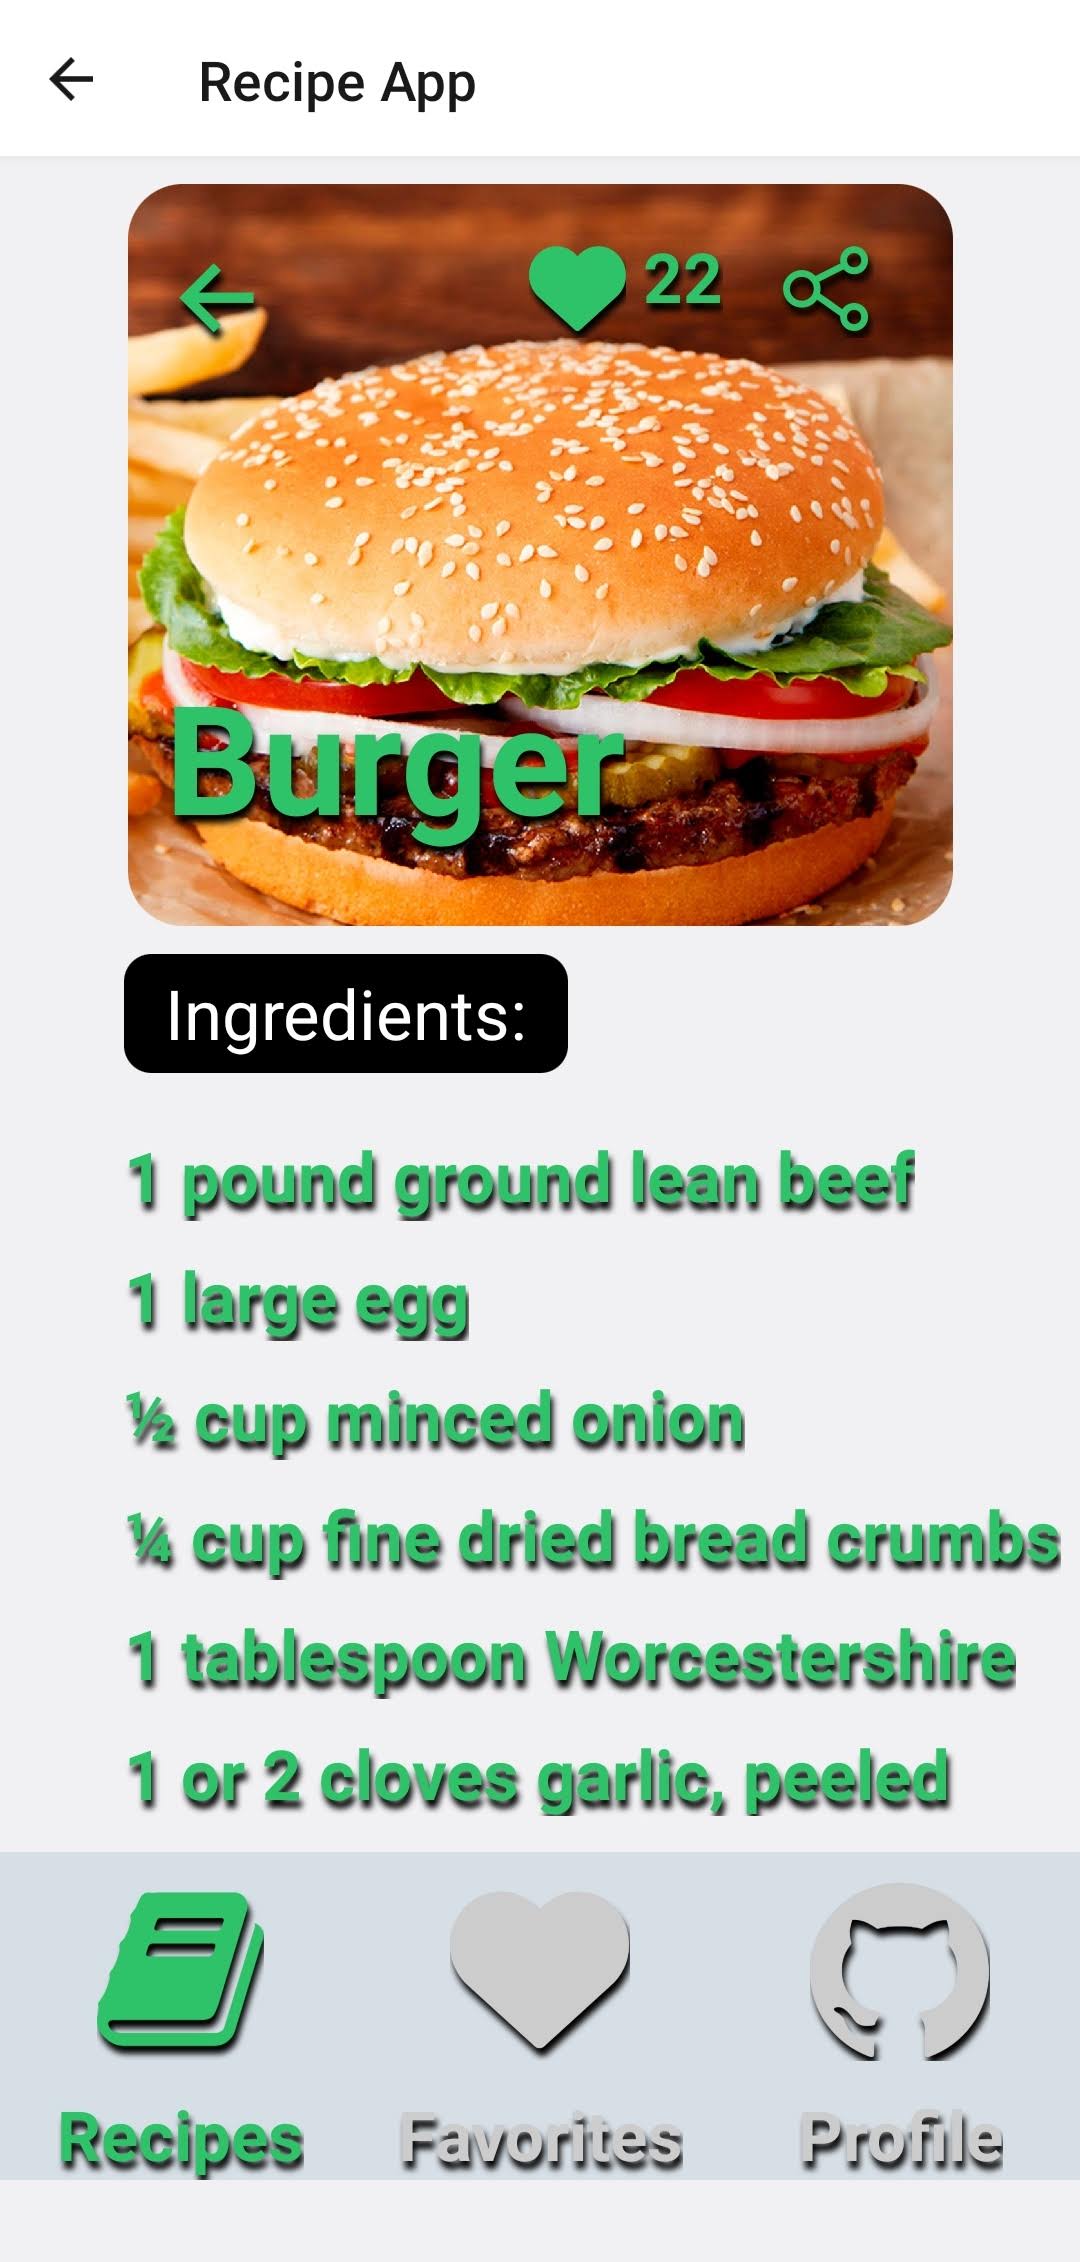 Recipe App
22
Burger
Ingredients:
1 pound ground lean beef
1 large egg
½ cup minced onion
¼ cup fine dried bread crumbs
1 tablespoon Worcestershire
1 or 2 cloves garlic, peeled
Recipes Favorites Profile